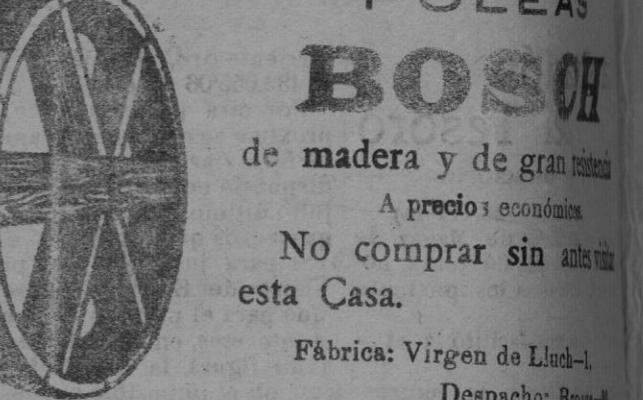 POLEAS
BOSCH
de madera y de gran resistencia
A precios económicos.
No comprar sin antes visitar
esta Casa.
Fábrica: Virgen de Lluch-1,
Despacho: